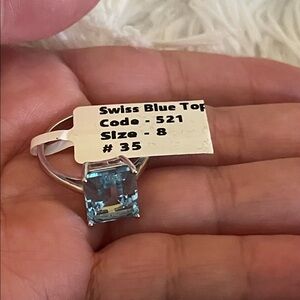 Swiss Blue Top
Code - 521
Size - 8
# 35